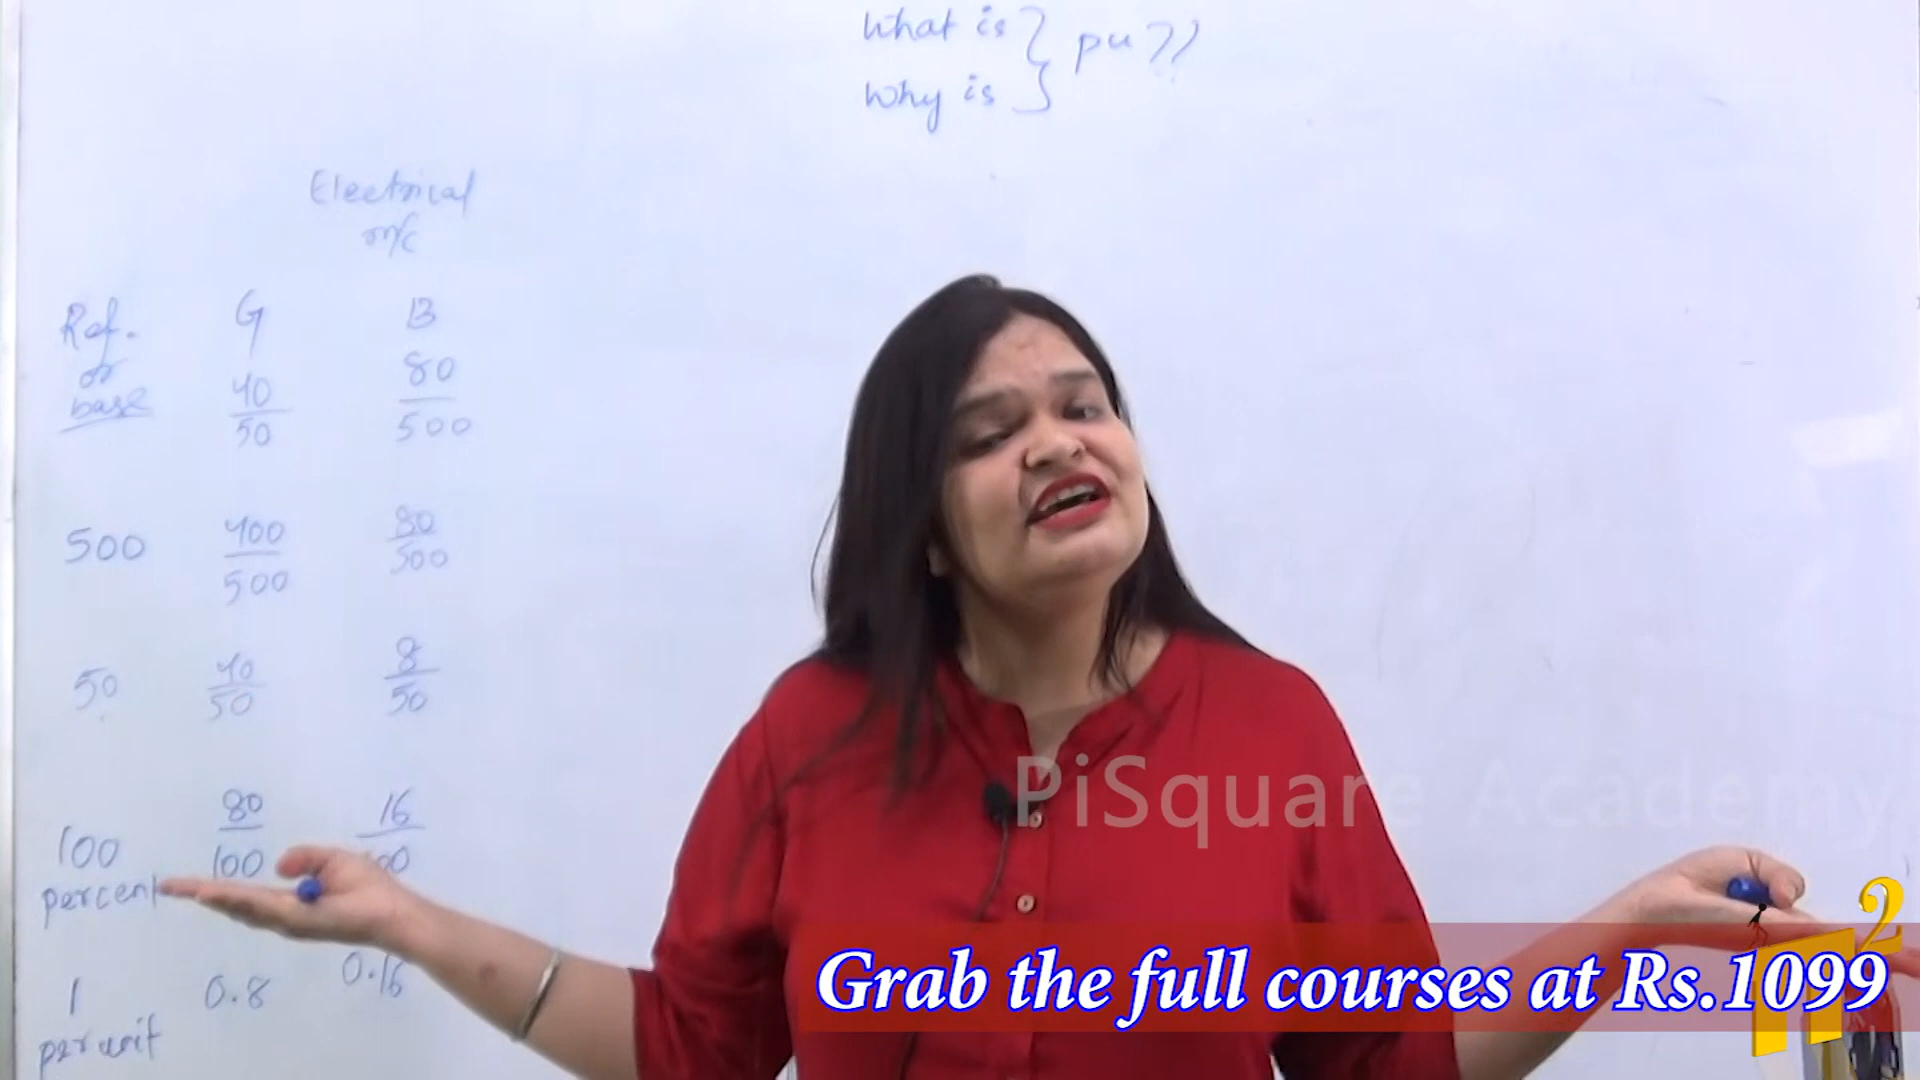 What is
Why is
pu??
Electrical
m/c
Ref. G B
or
base
40
50
80
500
500
400
500
80
500
50
40
50
8
50
100
percent
80
100
16
1 0.8 0.16
per unit
PiSquare Academy
Grab the full courses at Rs.1099
π2